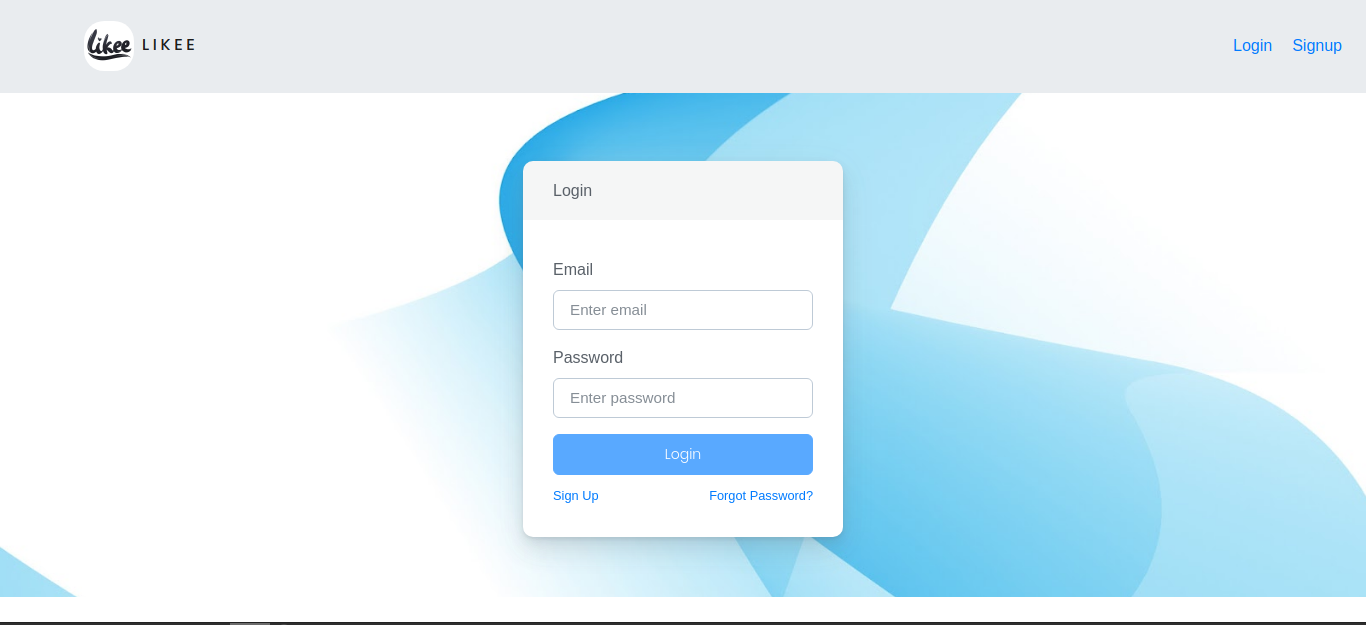 likee LIKEE
Login Signup
Login
Email
Enter email
Password
Enter password
Login
Sign Up Forgot Password?